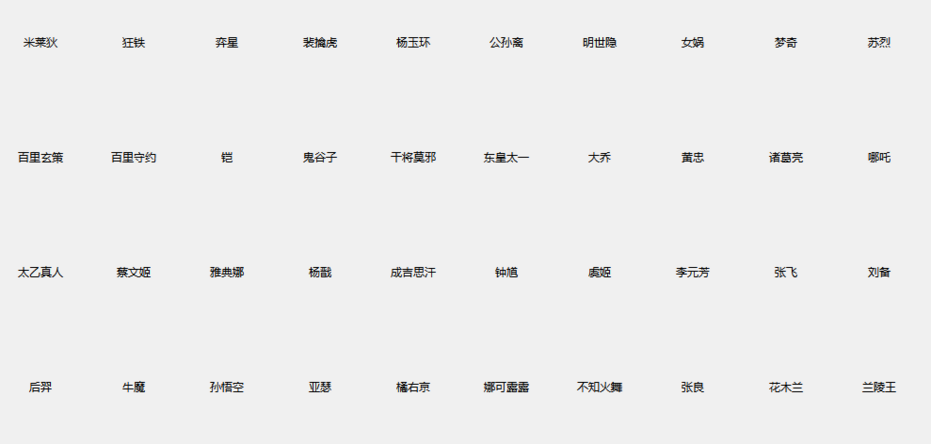 米莱狄 狂铁 弈星 裴擒虎 杨玉环 公孙离 明世隐 女娲 梦奇 苏烈
百里玄策 百里守约 铠 鬼谷子 干将莫邪 东皇太一 大乔 黄忠 诸葛亮 哪吒
太乙真人 蔡文姬 雅典娜 杨戬 成吉思汗 钟馗 虞姬 李元芳 张飞 刘备
后羿 牛魔 孙悟空 亚瑟 橘右京 娜可露露 不知火舞 张良 花木兰 兰陵王